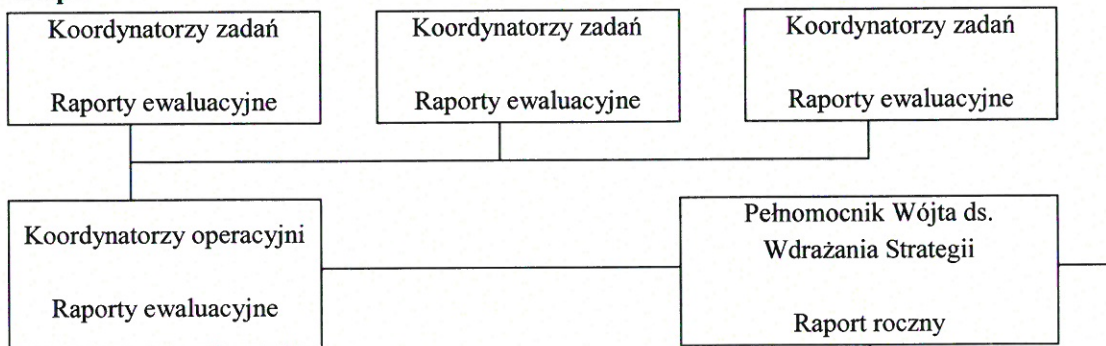 Koordynatorzy zadań
Raporty ewaluacyjne
Koordynatorzy zadań
Raporty ewaluacyjne
Koordynatorzy zadań
Raporty ewaluacyjne
Koordynatorzy operacyjni
Raporty ewaluacyjne
Pełnomocnik Wójta ds.
Wdrażania Strategii
Raport roczny